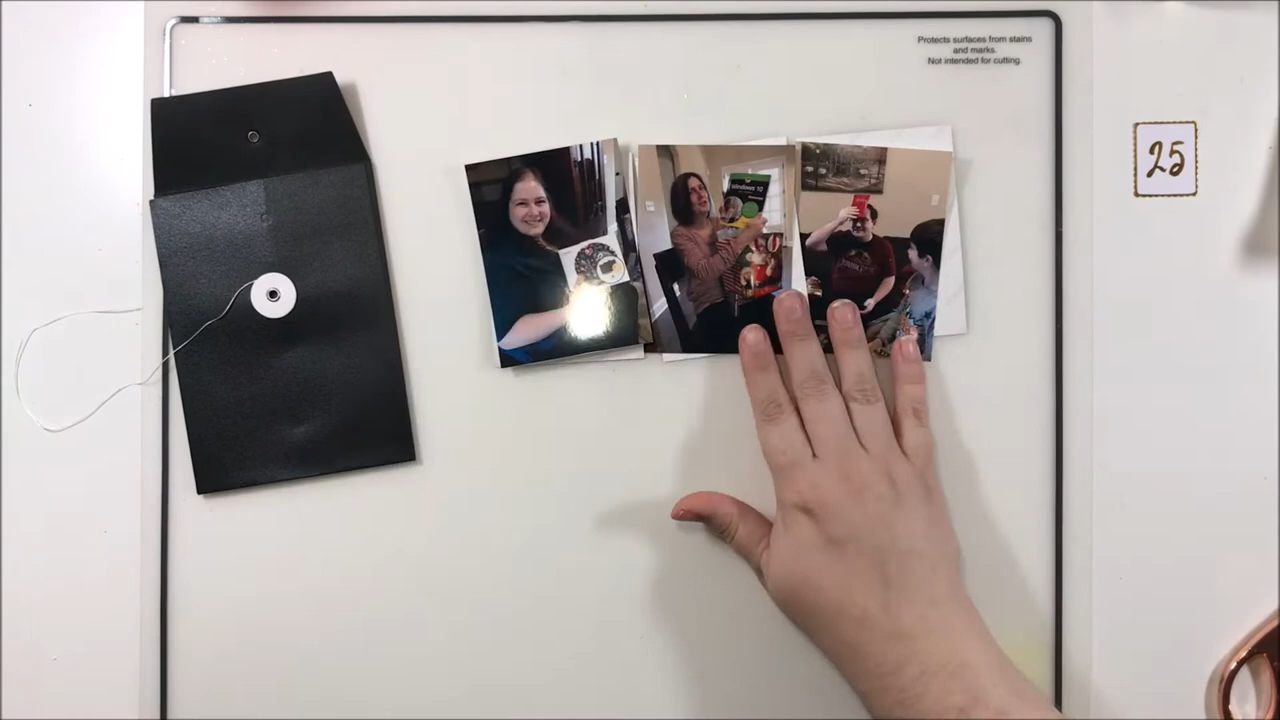 Protects surfaces from stains
and marks.
Not intended for cutting.
25
Windows 10